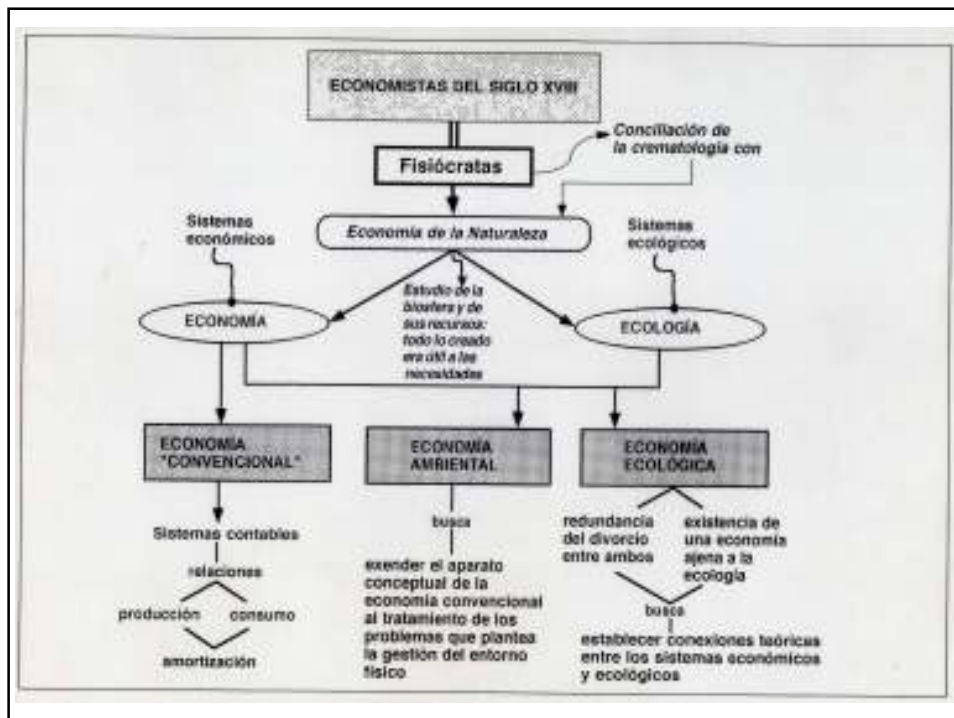 ECONOMISTAS DEL SIGLO XVIII
Conciliación de
la crematología con
Fisiócratas
Economía de la Naturaleza
Sistemas
económicos
Sistemas
ecológicos
Estudio de la
biosfera y de
sus recursos:
todo lo creado
era útil a las
necesidades
ECONOMÍA
ECOLOGÍA
ECONOMÍA
"CONVENCIONAL"
ECONOMÍA
AMBIENTAL
ECONOMÍA
ECOLÓGICA
Sistemas contables
relaciones
producción
consumo
amortización
busca
exender el aparato
conceptual de la
economía convencional
al tratamiento de los
problemas que plantea
la gestión del entorno
físico
redundancia
del divorcio
entre ambos
existencia de
una economía
ajena a la
ecología
busca
establecer conexiones teóricas
entre los sistemas económicos
y ecológicos